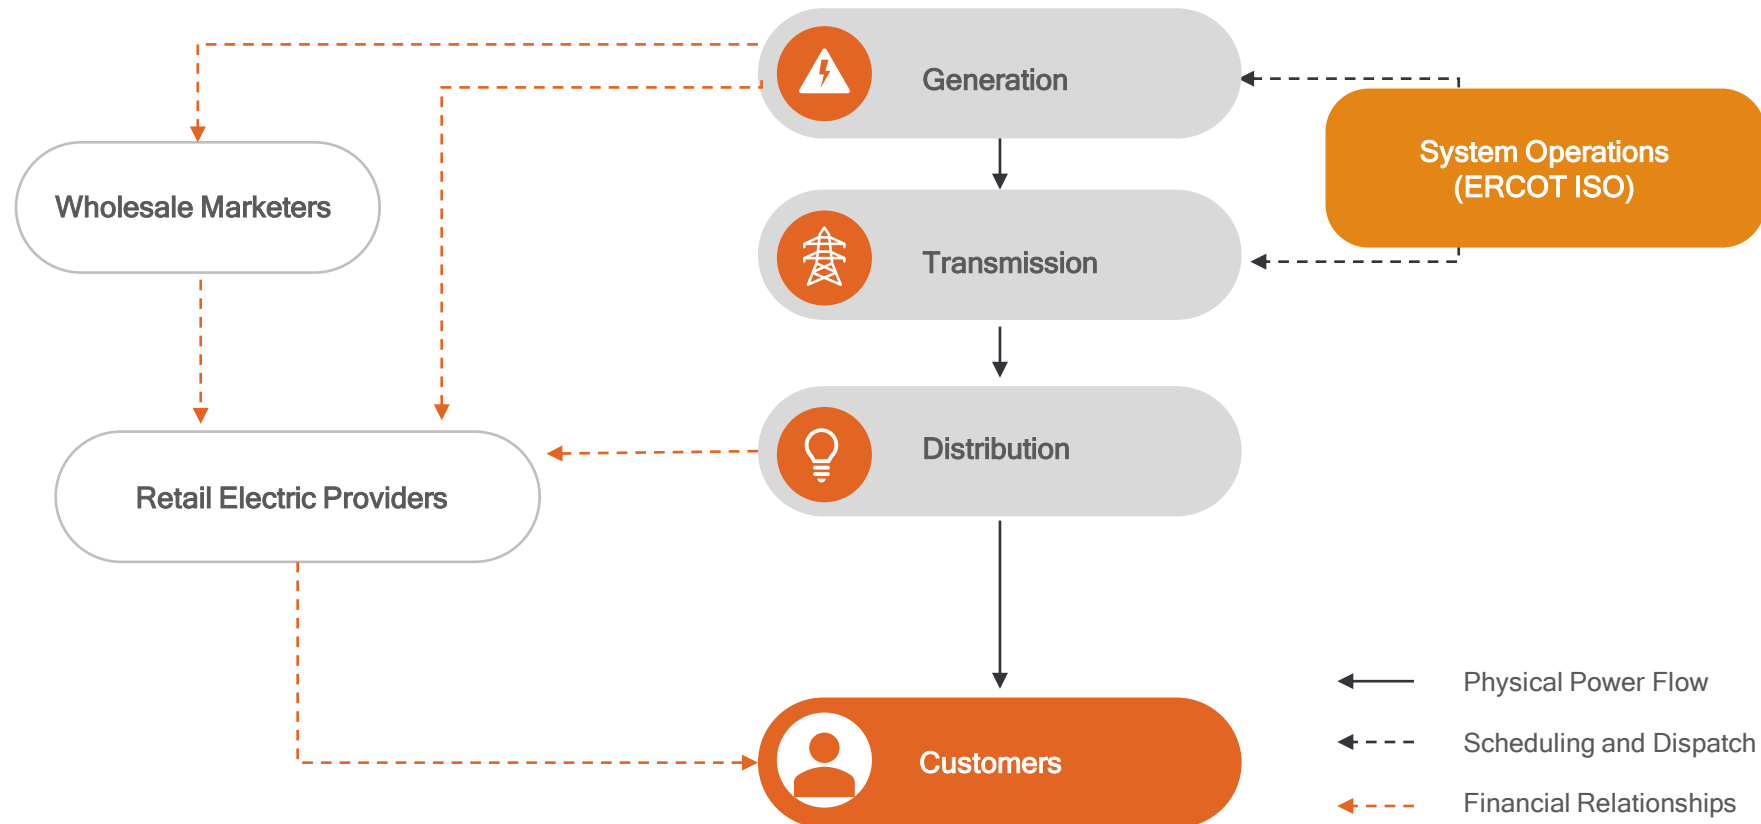 Generation
System Operations
(ERCOT ISO)
Wholesale Marketers
Transmission
Distribution
Retail Electric Providers
Customers
Physical Power Flow
Scheduling and Dispatch
Financial Relationships